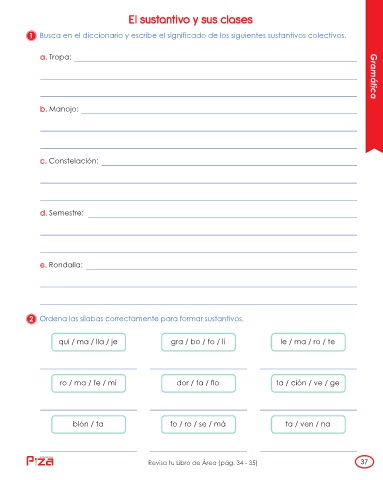 El sustantivo y sus clases
1 Busca en el diccionario y escribe el significado de los siguientes sustantivos colectivos.
a. Tropa:
b. Manojo:
c. Constelación:
d. Semestre:
e. Rondalla:
Gramática
2 Ordena las sílabas correctamente para formar sustantivos.
qui / ma / lla / je
gra / bo / fo / lí
le / ma / ro / te
ro / ma / fe / mi
dor / ta / flo
ta / ción / ve / ge
blón / ta
fo / ro / se / má
ta / ven / na
Piza
Revisa tu Libro de Área (pág. 34 - 35)
37